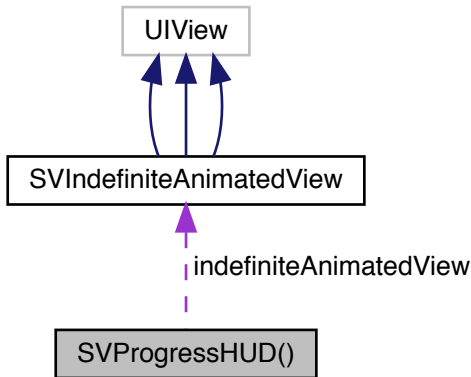 UIView
SVIndefiniteAnimatedView
indefiniteAnimatedView
SVProgressHUD()